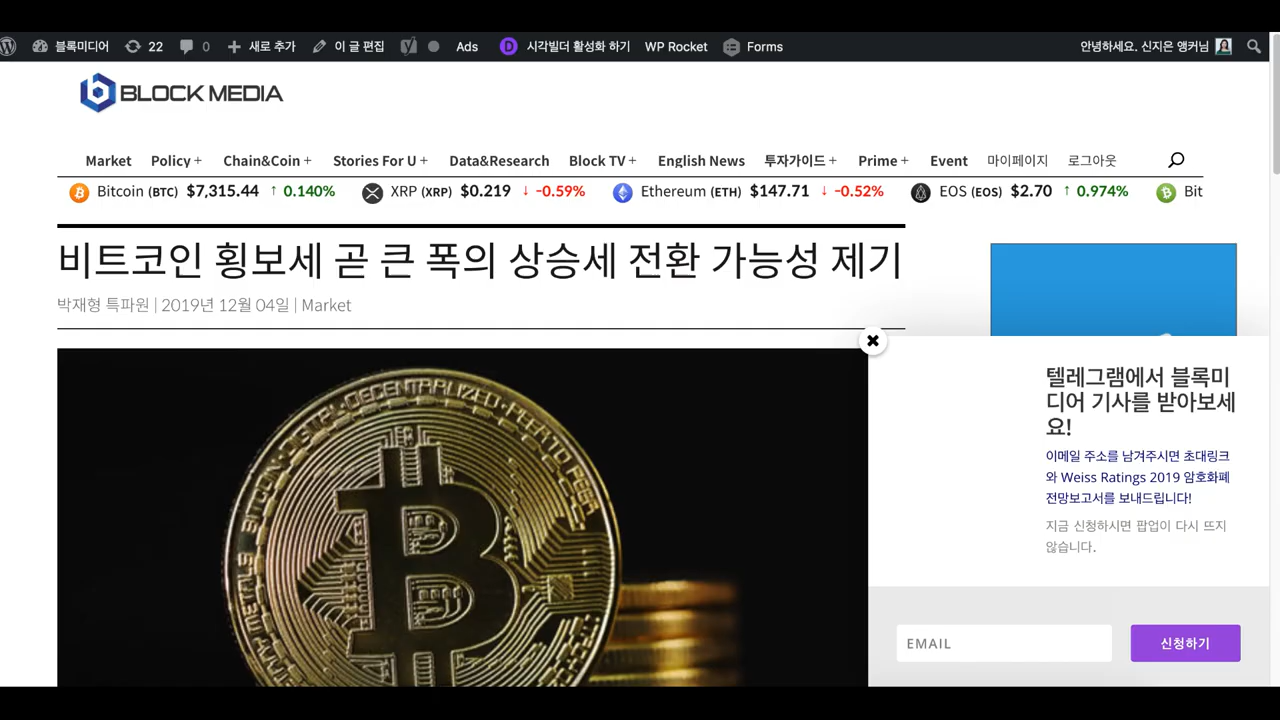 블록미디어 22 0 새로 추가 이 글 편집 Ads 시각빌더 활성화 하기 WP Rocket Forms 안녕하세요. 신지은 앵커님
BLOCK MEDIA
Market Policy + Chain&Coin + Stories For U + Data&Research Block TV + English News 투자가이드 + Prime + Event 마이페이지 로그아웃
Bitcoin (BTC) $7,315.44 ↑ 0.140% XRP (XRP) $0.219 ↓ -0.59% Ethereum (ETH) $147.71 ↓ -0.52% EOS (EOS) $2.70 ↑ 0.974% Bit
비트코인 횡보세 곧 큰 폭의 상승세 전환 가능성 제기
박재형 특파원 | 2019년 12월 04일 | Market
텔레그램에서 블록미
디어 기사를 받아보세
요!
이메일 주소를 남겨주시면 초대링크
와 Weiss Ratings 2019 암호화폐
전망보고서를 보내드립니다!
지금 신청하시면 팝업이 다시 뜨지
않습니다.
EMAIL 신청하기
BITCOIN·DIGITAL·DECENTRALIZED·PEER TO PEER